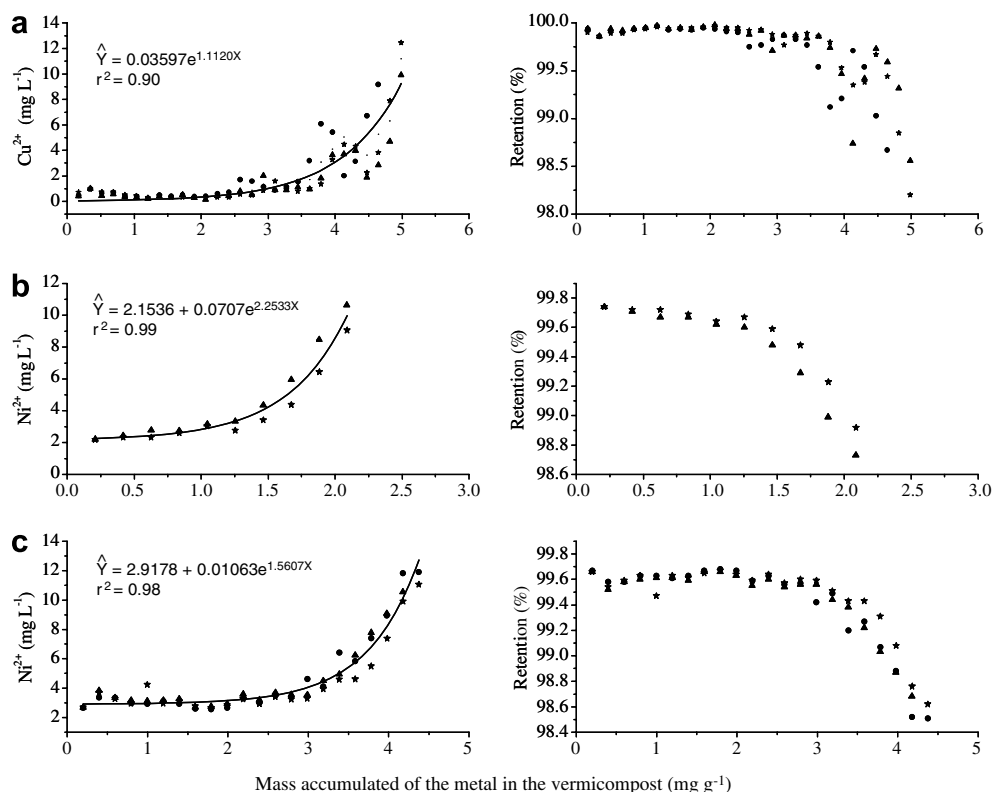 a
14
12
10
8
6
4
2
0
Cu²⁺ (mg L⁻¹)
Ŷ = 0.03597e^1.1120X
r² = 0.90
0 1 2 3 4 5 6
100.0
99.5
99.0
98.5
98.0
Retention (%)
0 1 2 3 4 5 6
b
12
10
8
6
4
2
0
Ni²⁺ (mg L⁻¹)
Ŷ = 2.1536 + 0.0707e^2.2533X
r² = 0.99
0.0 0.5 1.0 1.5 2.0 2.5 3.0
99.8
99.6
99.4
99.2
99.0
98.8
98.6
Retention (%)
0.0 0.5 1.0 1.5 2.0 2.5 3.0
c
14
12
10
8
6
4
2
Ni²⁺ (mg L⁻¹)
Ŷ = 2.9178 + 0.01063e^1.5607X
r² = 0.98
0 1 2 3 4 5
99.8
99.6
99.4
99.2
99.0
98.8
98.6
98.4
Retention (%)
0 1 2 3 4 5
Mass accumulated of the metal in the vermicompost (mg g⁻¹)